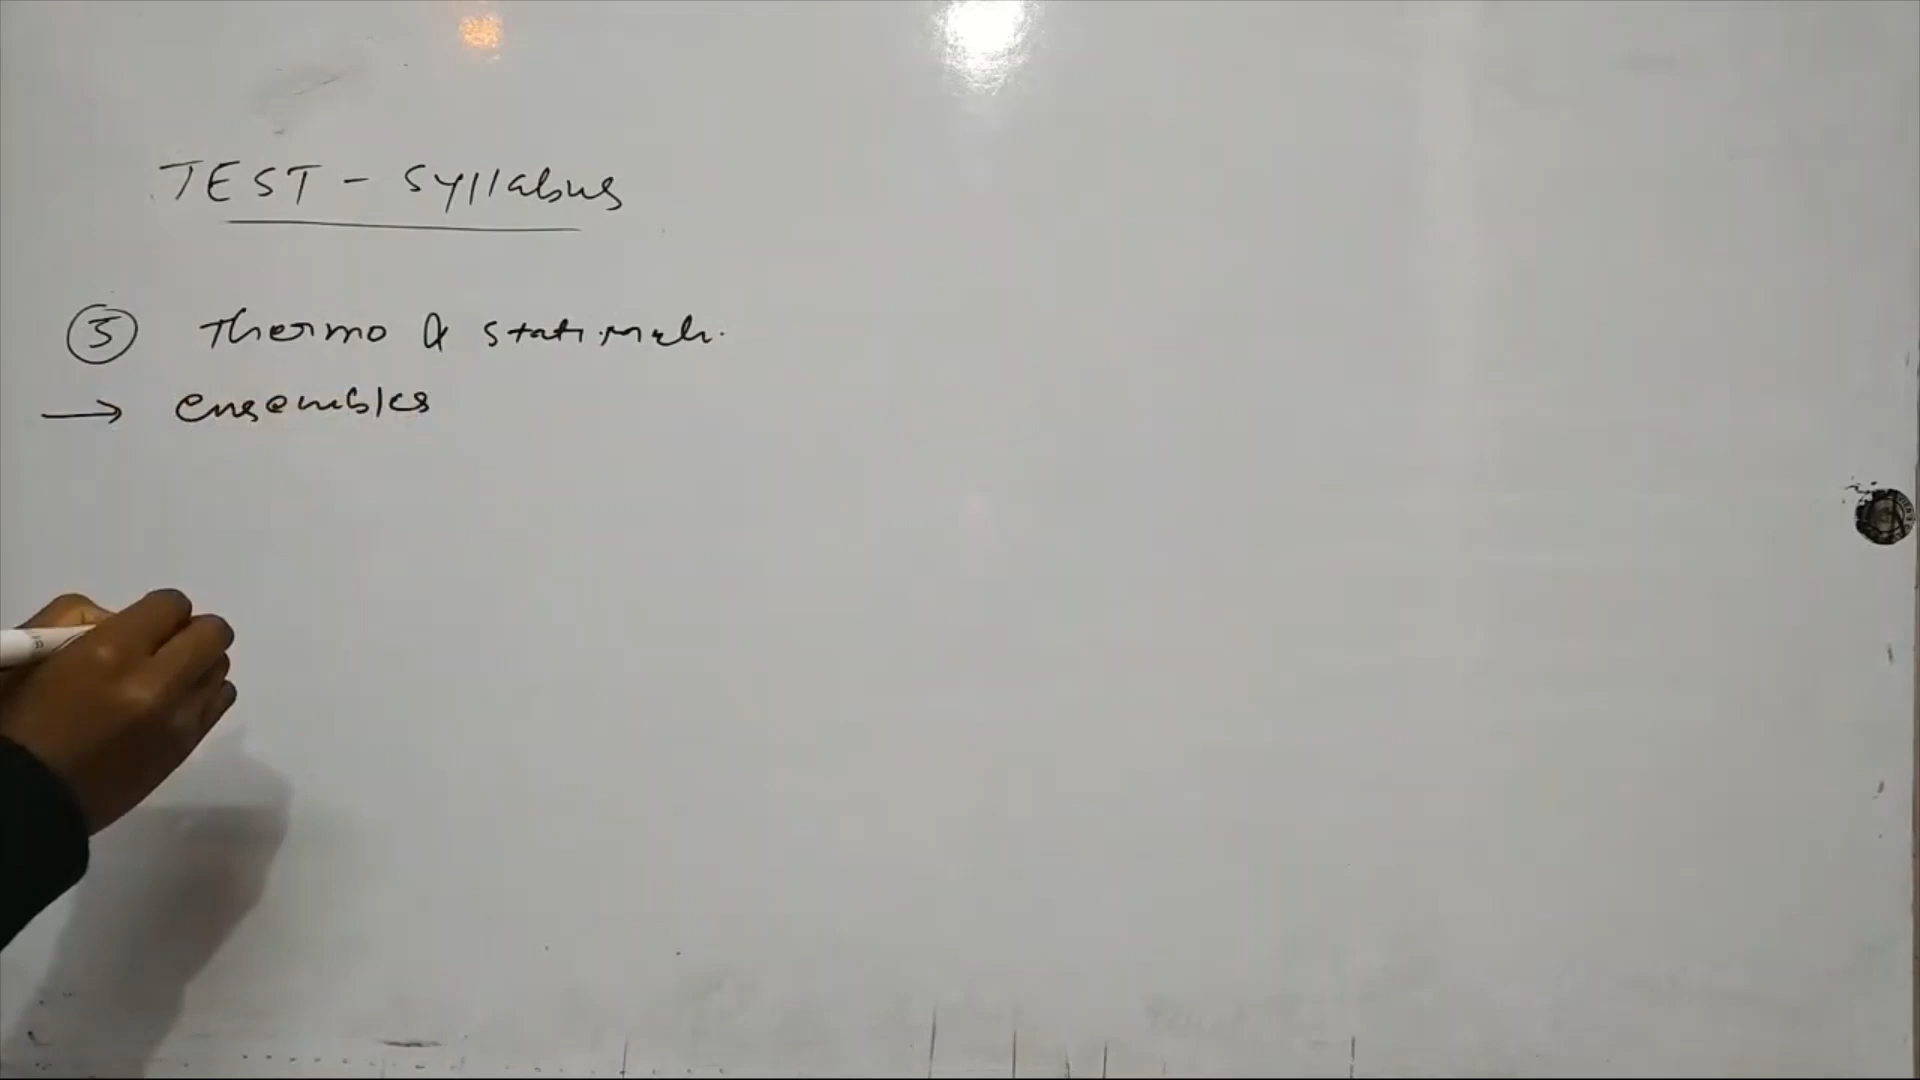 TEST - Syllabus
5 Thermo & stati. mech.
→ ensembles